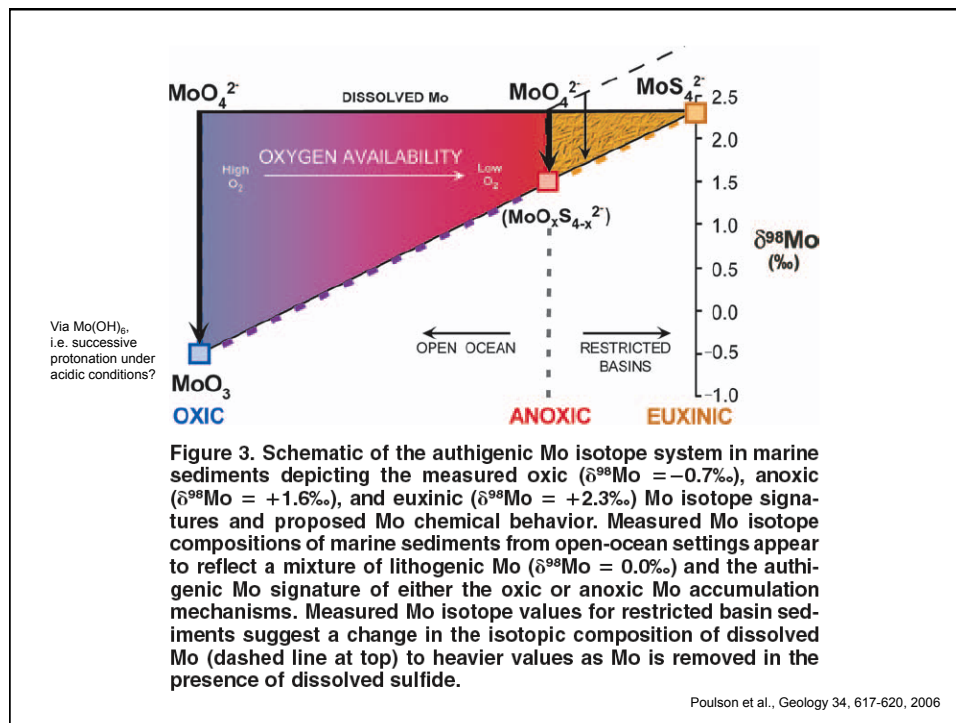 MoO₄²⁻
DISSOLVED Mo
MoO₄²⁻
MoS₄²⁻
OXYGEN AVAILABILITY
High
O₂
Low
O₂
(MoOₓS₄₋ₓ²⁻)
2.5
2.0
1.5
1.0
0.5
0.0
−0.5
−1.0
δ⁹⁸Mo
(‰)
OPEN OCEAN
RESTRICTED
BASINS
Via Mo(OH)₆,
i.e. successive
protonation under
acidic conditions?
MoO₃
OXIC
ANOXIC
EUXINIC
Figure 3. Schematic of the authigenic Mo isotope system in marine
sediments depicting the measured oxic (δ⁹⁸Mo =−0.7‰), anoxic
(δ⁹⁸Mo = +1.6‰), and euxinic (δ⁹⁸Mo = +2.3‰) Mo isotope signa-
tures and proposed Mo chemical behavior. Measured Mo isotope
compositions of marine sediments from open-ocean settings appear
to reflect a mixture of lithogenic Mo (δ⁹⁸Mo = 0.0‰) and the authi-
genic Mo signature of either the oxic or anoxic Mo accumulation
mechanisms. Measured Mo isotope values for restricted basin sed-
iments suggest a change in the isotopic composition of dissolved
Mo (dashed line at top) to heavier values as Mo is removed in the
presence of dissolved sulfide.
Poulson et al., Geology 34, 617-620, 2006